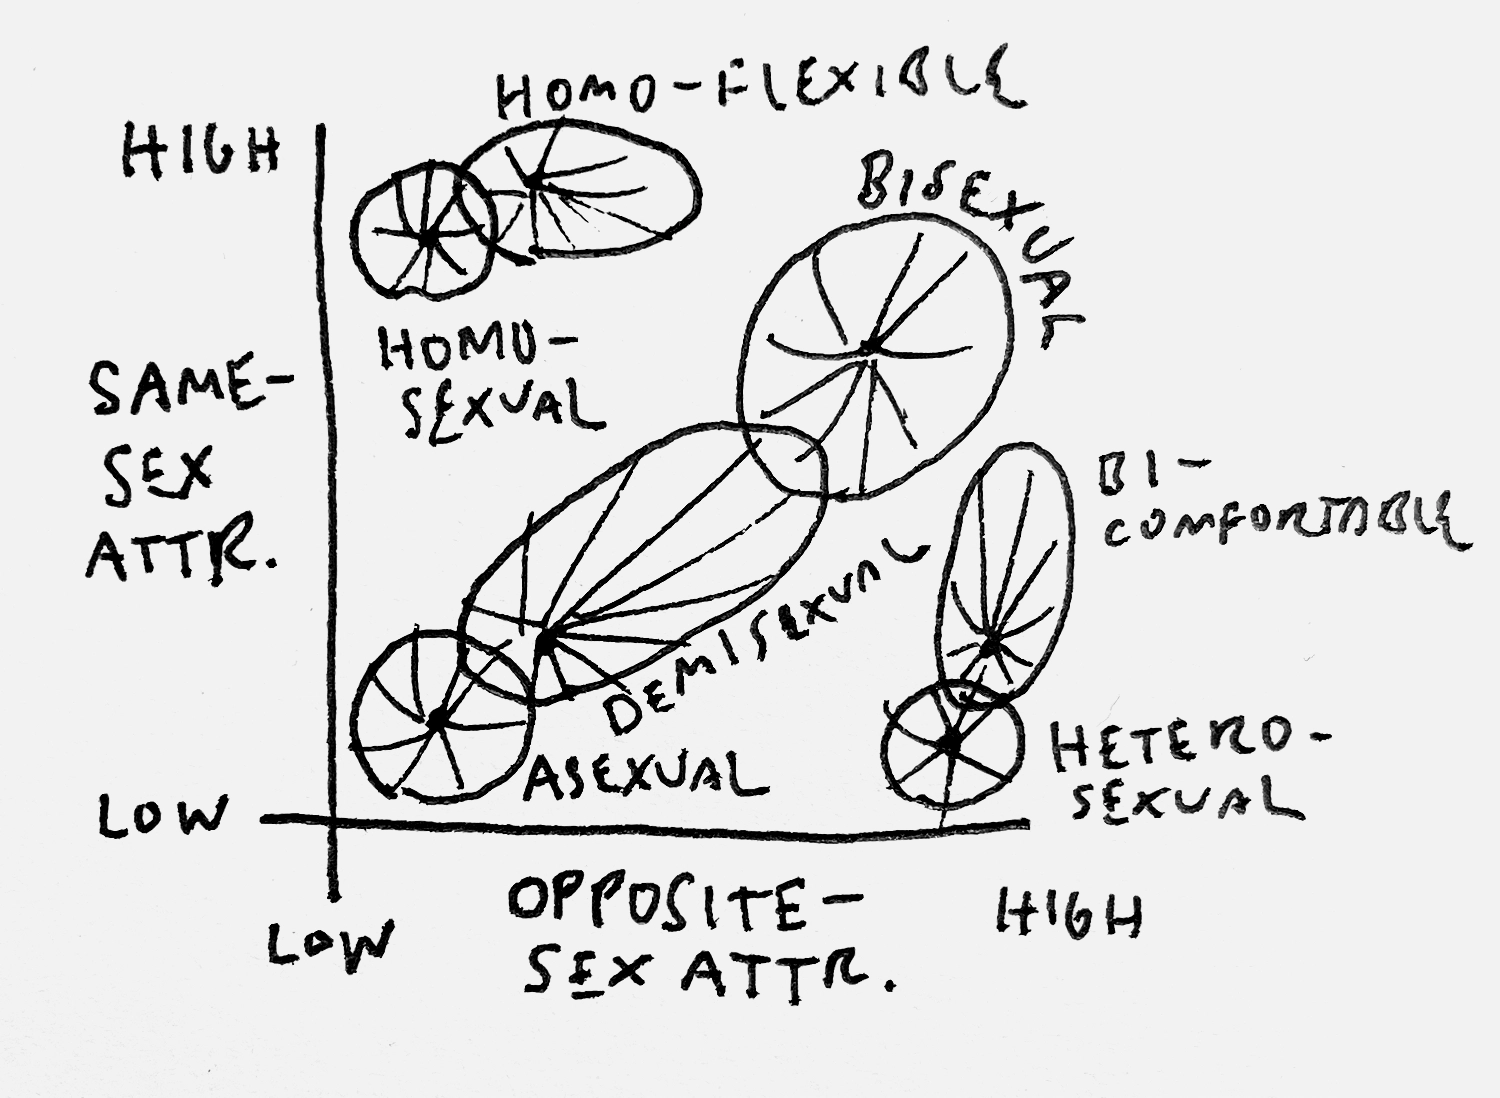 HOMO-FLEXIBLE
HIGH
BISEXUAL
HOMO-
SEXUAL
SAME-
SEX
ATTR.
BI-
COMFORTABLE
DEMISEXUAL
ASEXUAL
HETERO-
SEXUAL
LOW
LOW
OPPOSITE-
SEX ATTR.
HIGH